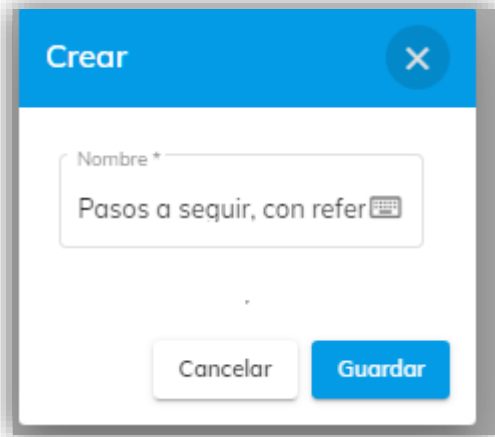 Crear
Nombre *
Pasos a seguir, con refer
Cancelar
Guardar